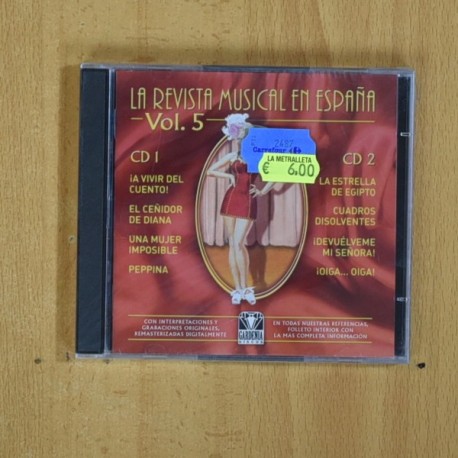 LA REVISTA MUSICAL EN ESPAÑA
Vol. 5
CD 1
¡A VIVIR DEL
CUENTO!
EL CEÑIDOR
DE DIANA
UNA MUJER
IMPOSIBLE
PEPPINA
Carrefour
LA METRALLETA
€ 6.00
CD 2
LA ESTRELLA
DE EGIPTO
CUADROS
DISOLVENTES
¡DEVUÉLVEME
MI SEÑORA!
¡OIGA... OIGA!
CON INTERPRETACIONES Y
GRABACIONES ORIGINALES,
REMASTERIZADAS DIGITALMENTE
GARDENIA
DISCOS
EN TODAS NUESTRAS REFERENCIAS,
FOLLETO INTERIOR CON
LA MÁS COMPLETA INFORMACIÓN